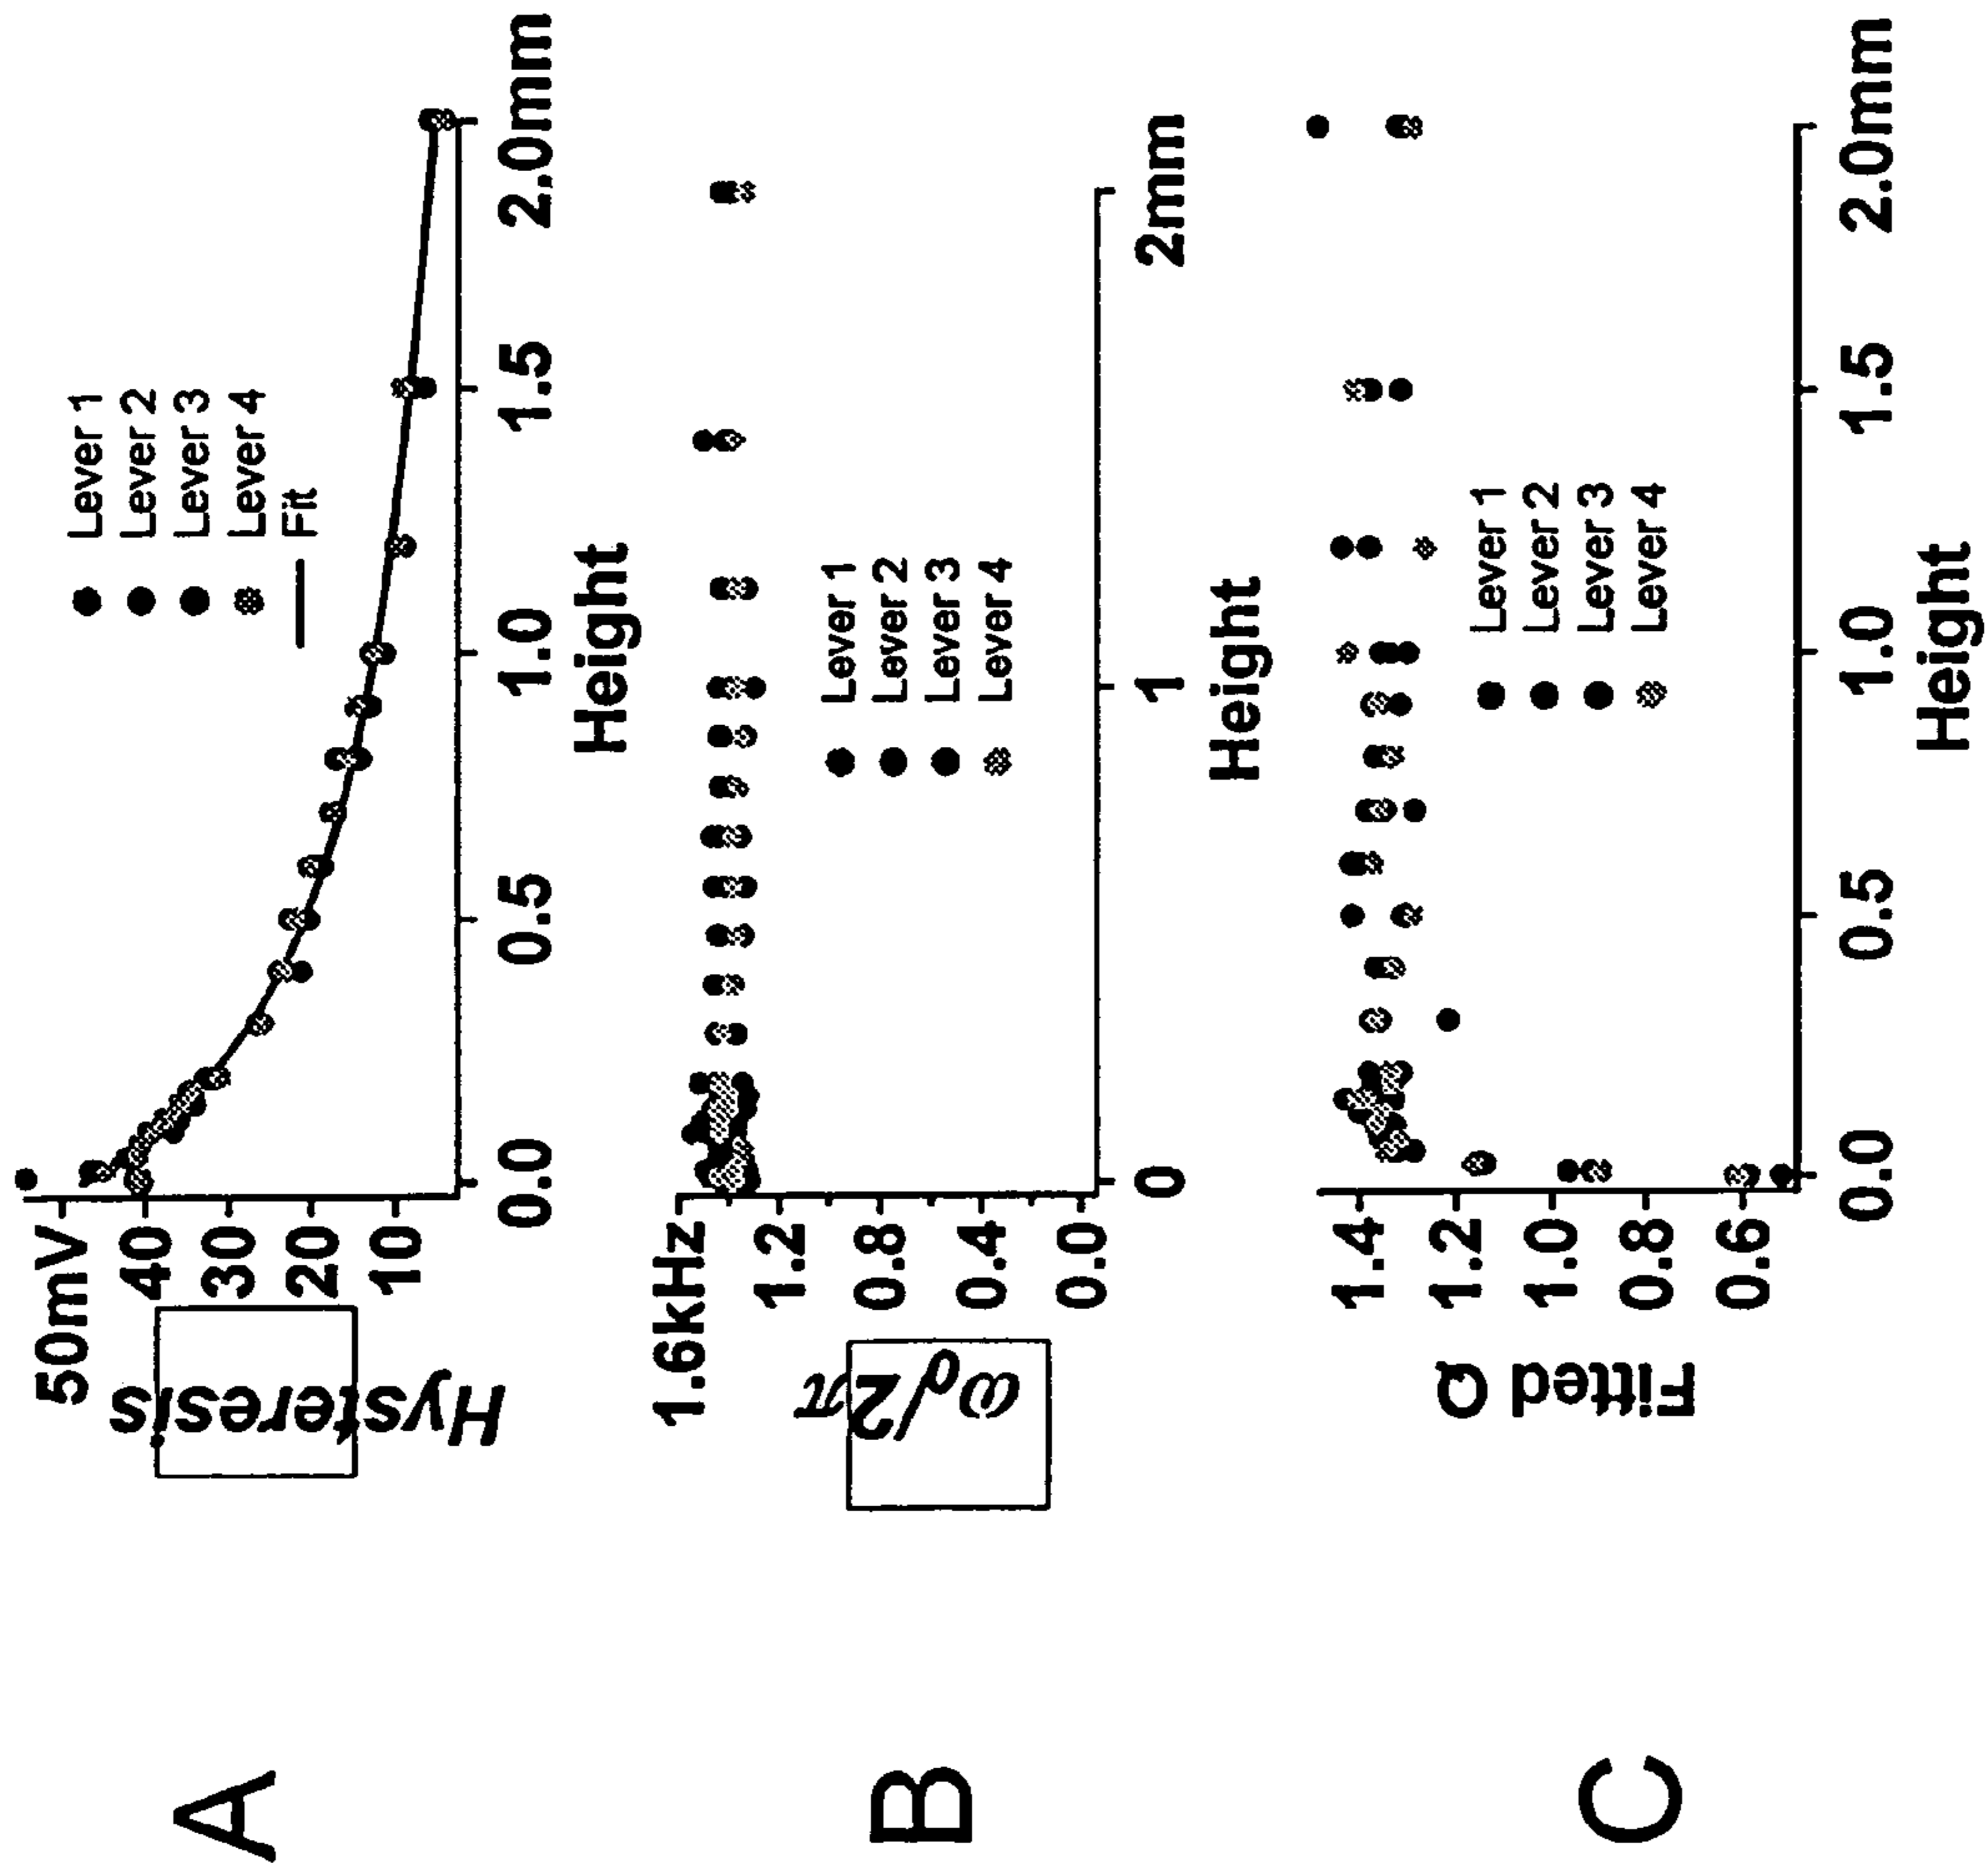 A
Hysteresis
50mV
40
30
20
10
Lever 1
Lever 2
Lever 3
Lever 4
Fit
0.0
0.5
1.0
1.5
2.0mm
Height
B
ω_d/2π
1.6kHz
1.2
0.8
0.4
0.0
Lever 1
Lever 2
Lever 3
Lever 4
0
1
2mm
Height
C
Fitted Q
1.4
1.2
1.0
0.8
0.6
Lever 1
Lever 2
Lever 3
Lever 4
0.0
0.5
1.0
1.5
2.0mm
Height